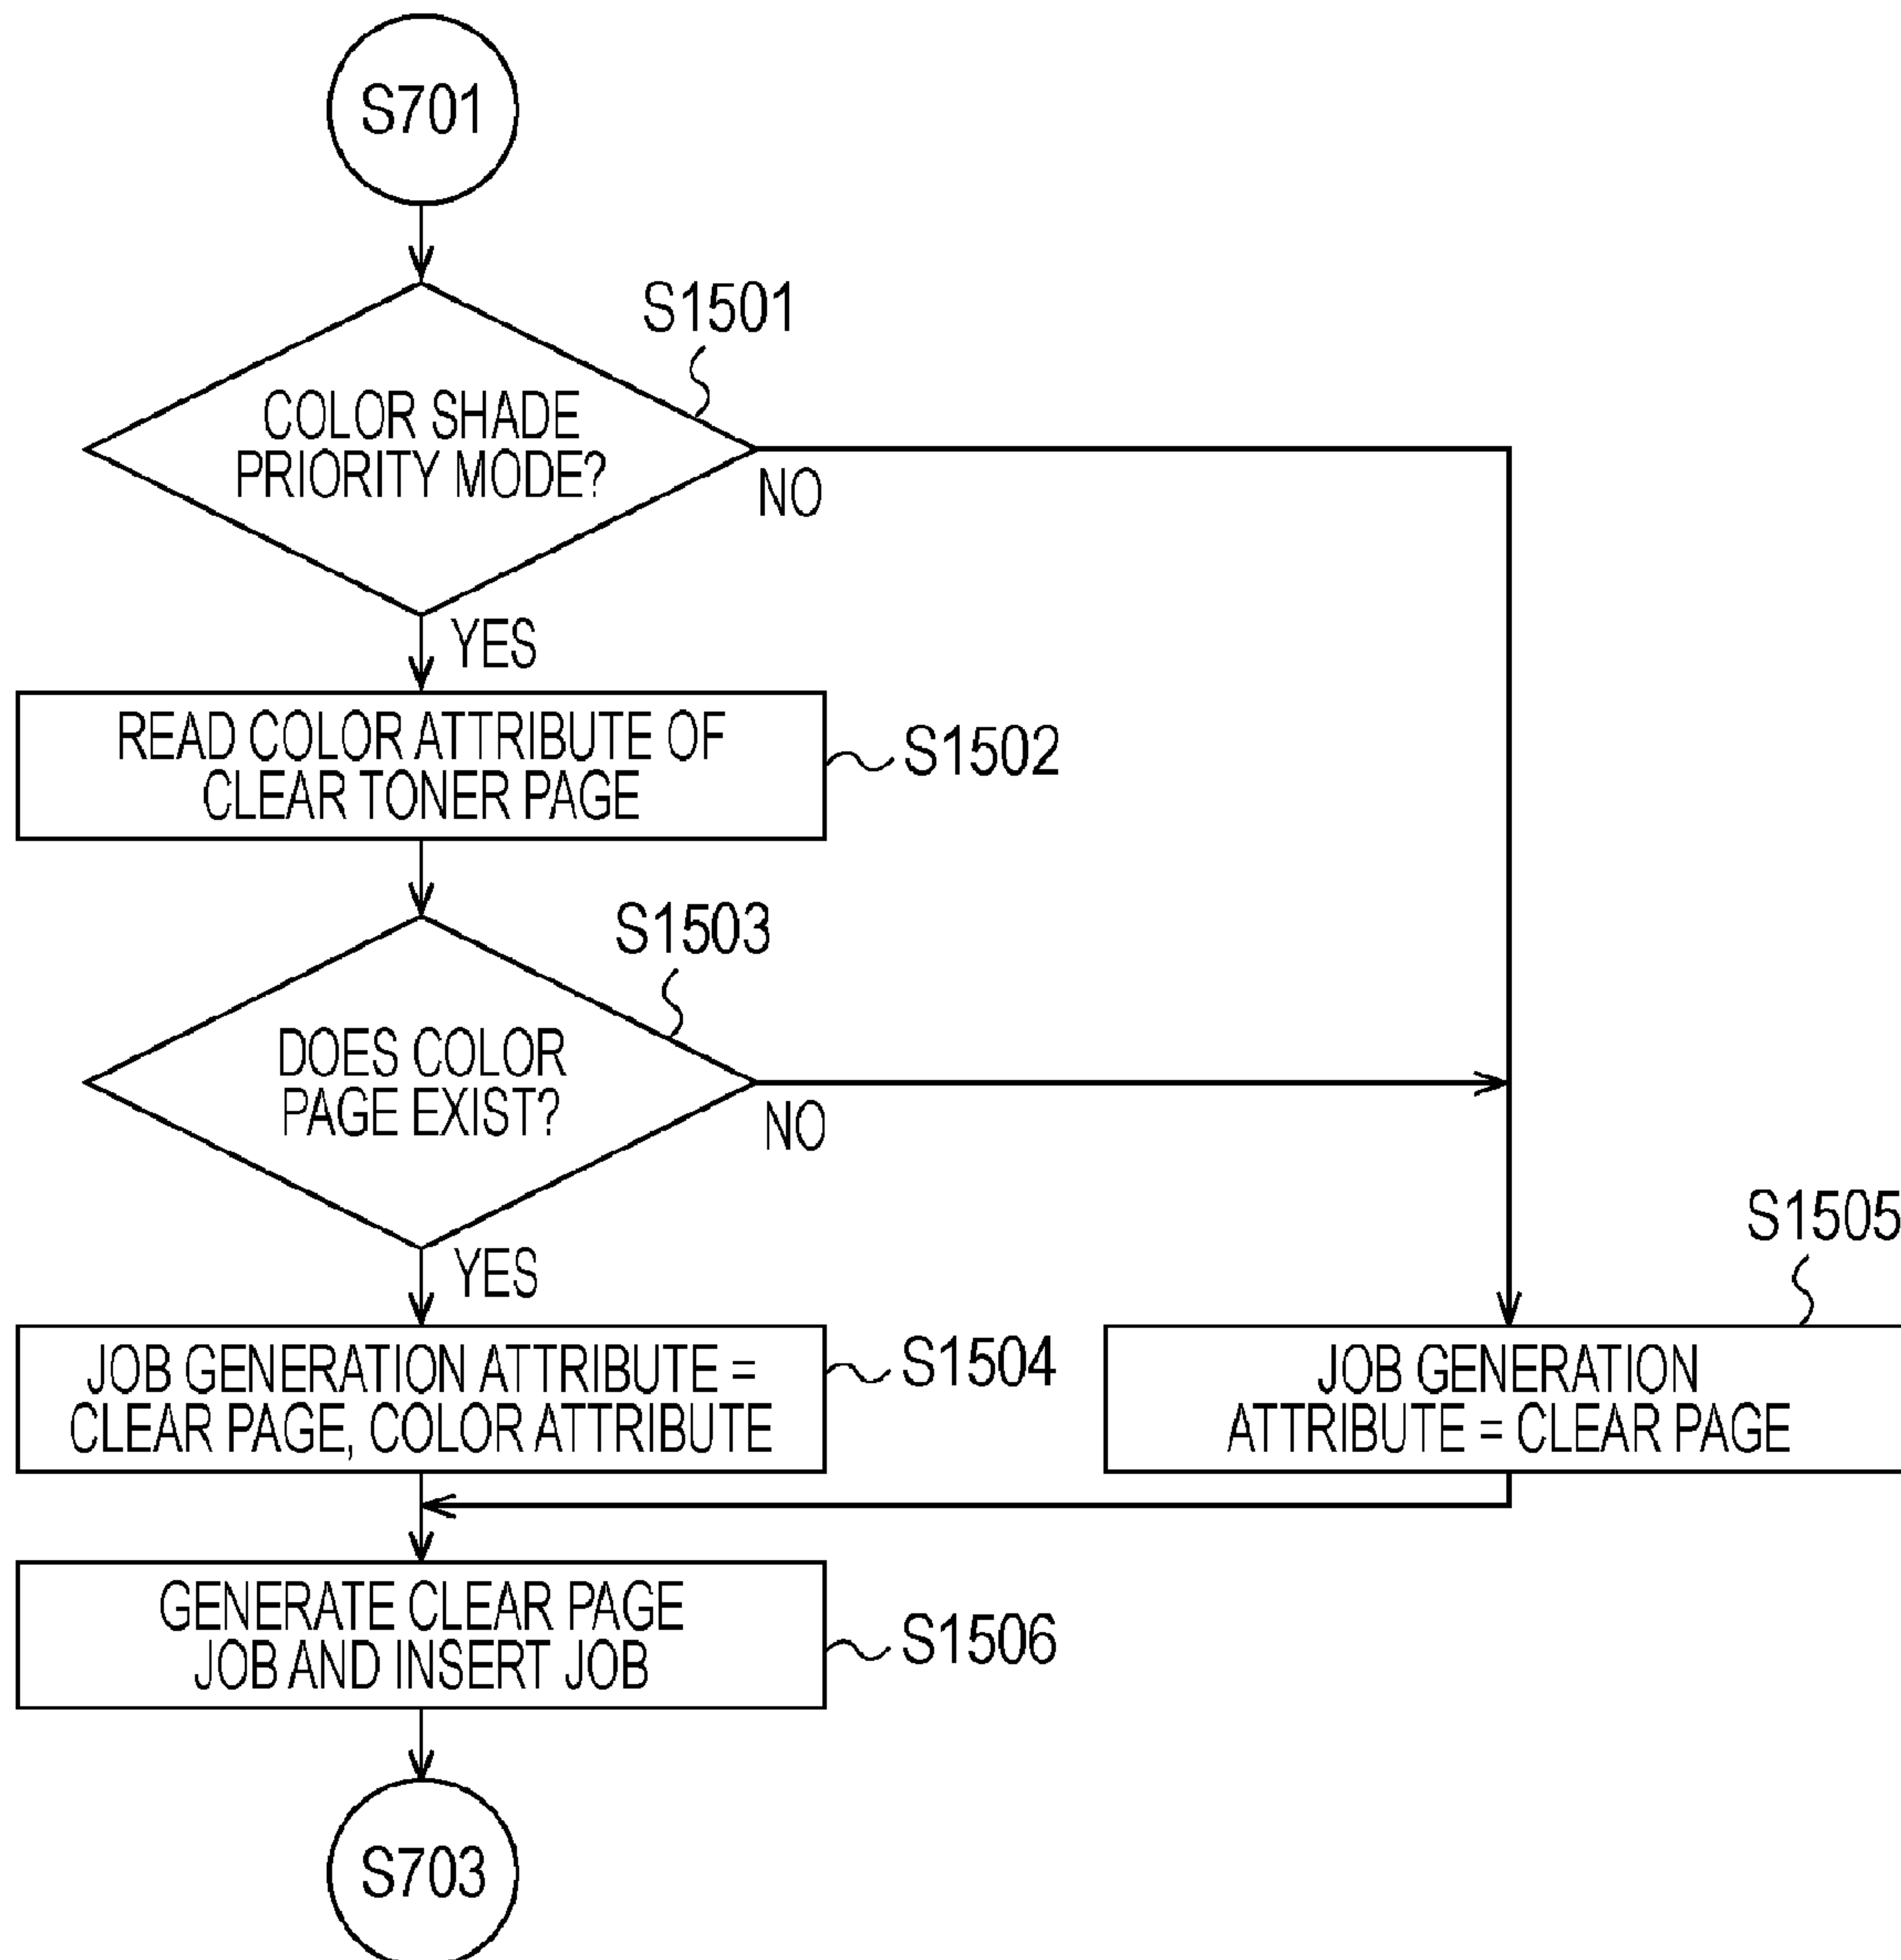 S701
S1501
COLOR SHADE
PRIORITY MODE?
NO
YES
READ COLOR ATTRIBUTE OF
CLEAR TONER PAGE
S1502
S1503
DOES COLOR
PAGE EXIST?
NO
YES
S1505
JOB GENERATION ATTRIBUTE =
CLEAR PAGE, COLOR ATTRIBUTE
S1504
JOB GENERATION
ATTRIBUTE = CLEAR PAGE
GENERATE CLEAR PAGE
JOB AND INSERT JOB
S1506
S703